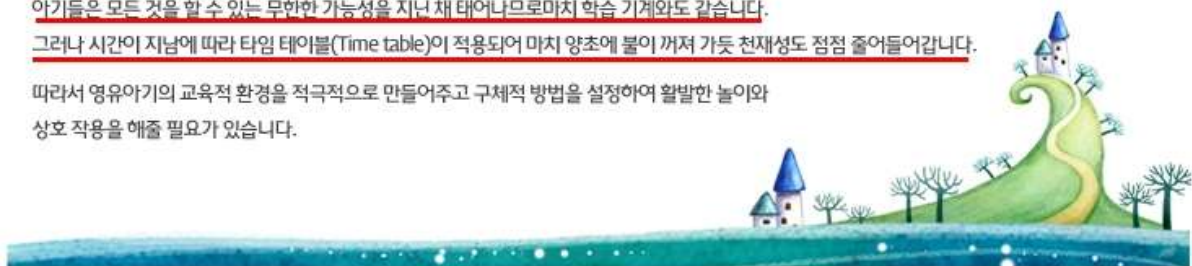 아기들은 모든 것을 할 수 있는 무한한 가능성을 지닌 채 태어나므로마치 학습 기계와도 같습니다.
그러나 시간이 지남에 따라 타임 테이블(Time table)이 적용되어 마치 양초에 불이 꺼져 가듯 천재성도 점점 줄어들어갑니다.
따라서 영유아기의 교육적 환경을 적극적으로 만들어주고 구체적 방법을 설정하여 활발한 놀이와
상호 작용을 해줄 필요가 있습니다.